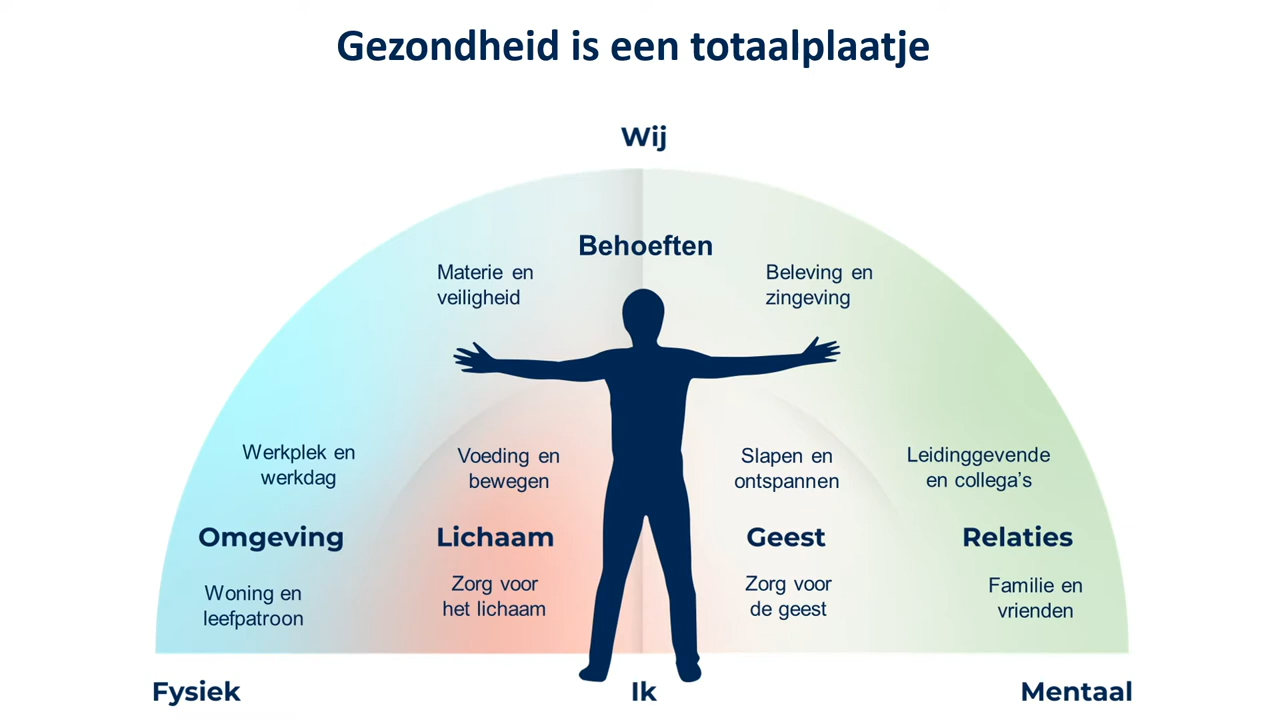 Gezondheid is een totaalplaatje
Wij
Behoeften
Materie en
veiligheid
Beleving en
zingeving
Werkplek en
werkdag
Voeding en
bewegen
Slapen en
ontspannen
Leidinggevende
en collega's
Omgeving
Lichaam
Geest
Relaties
Woning en
leefpatroon
Zorg voor
het lichaam
Zorg voor
de geest
Familie en
vrienden
Fysiek
Ik
Mentaal